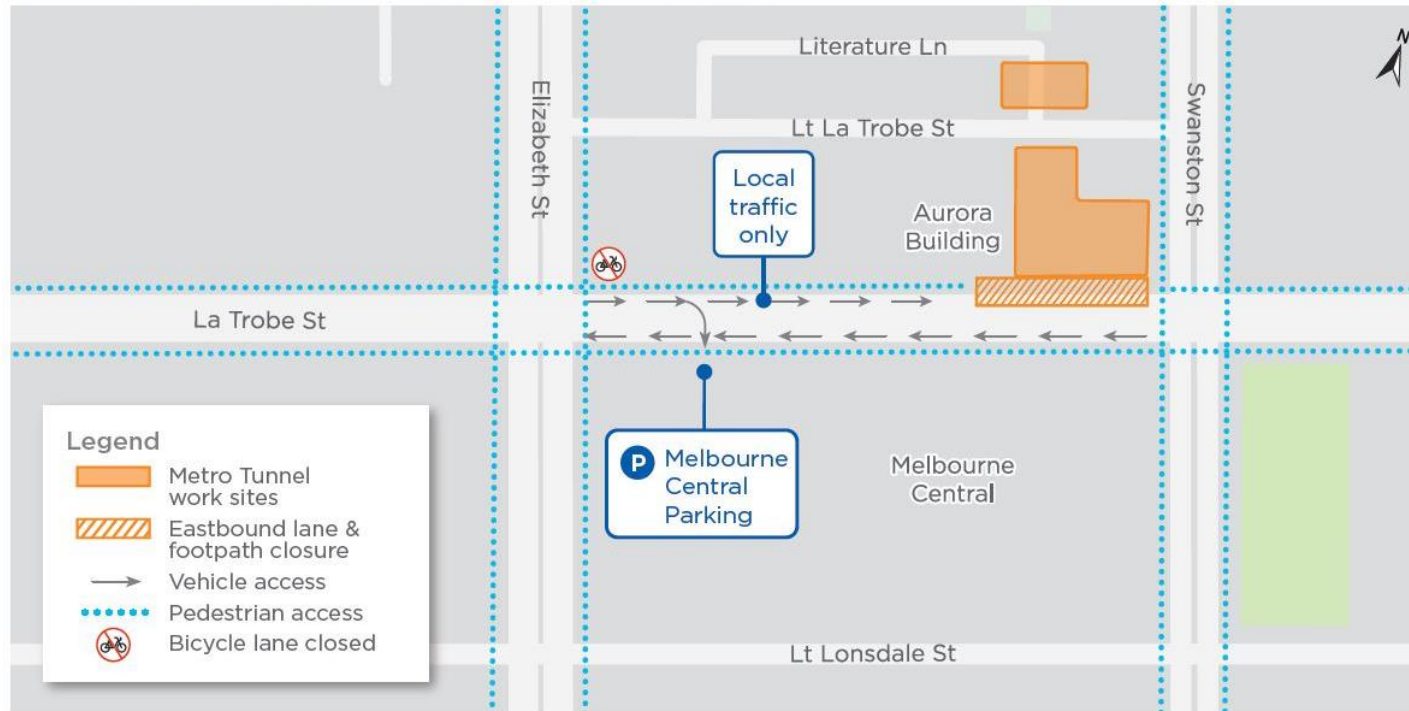 Literature Ln
N
Elizabeth St
Lt La Trobe St
Swanston St
Local
traffic
only
Aurora
Building
La Trobe St
P Melbourne
Central
Parking
Melbourne
Central
Legend
Metro Tunnel
work sites
Eastbound lane &
footpath closure
Vehicle access
Pedestrian access
Bicycle lane closed
Lt Lonsdale St